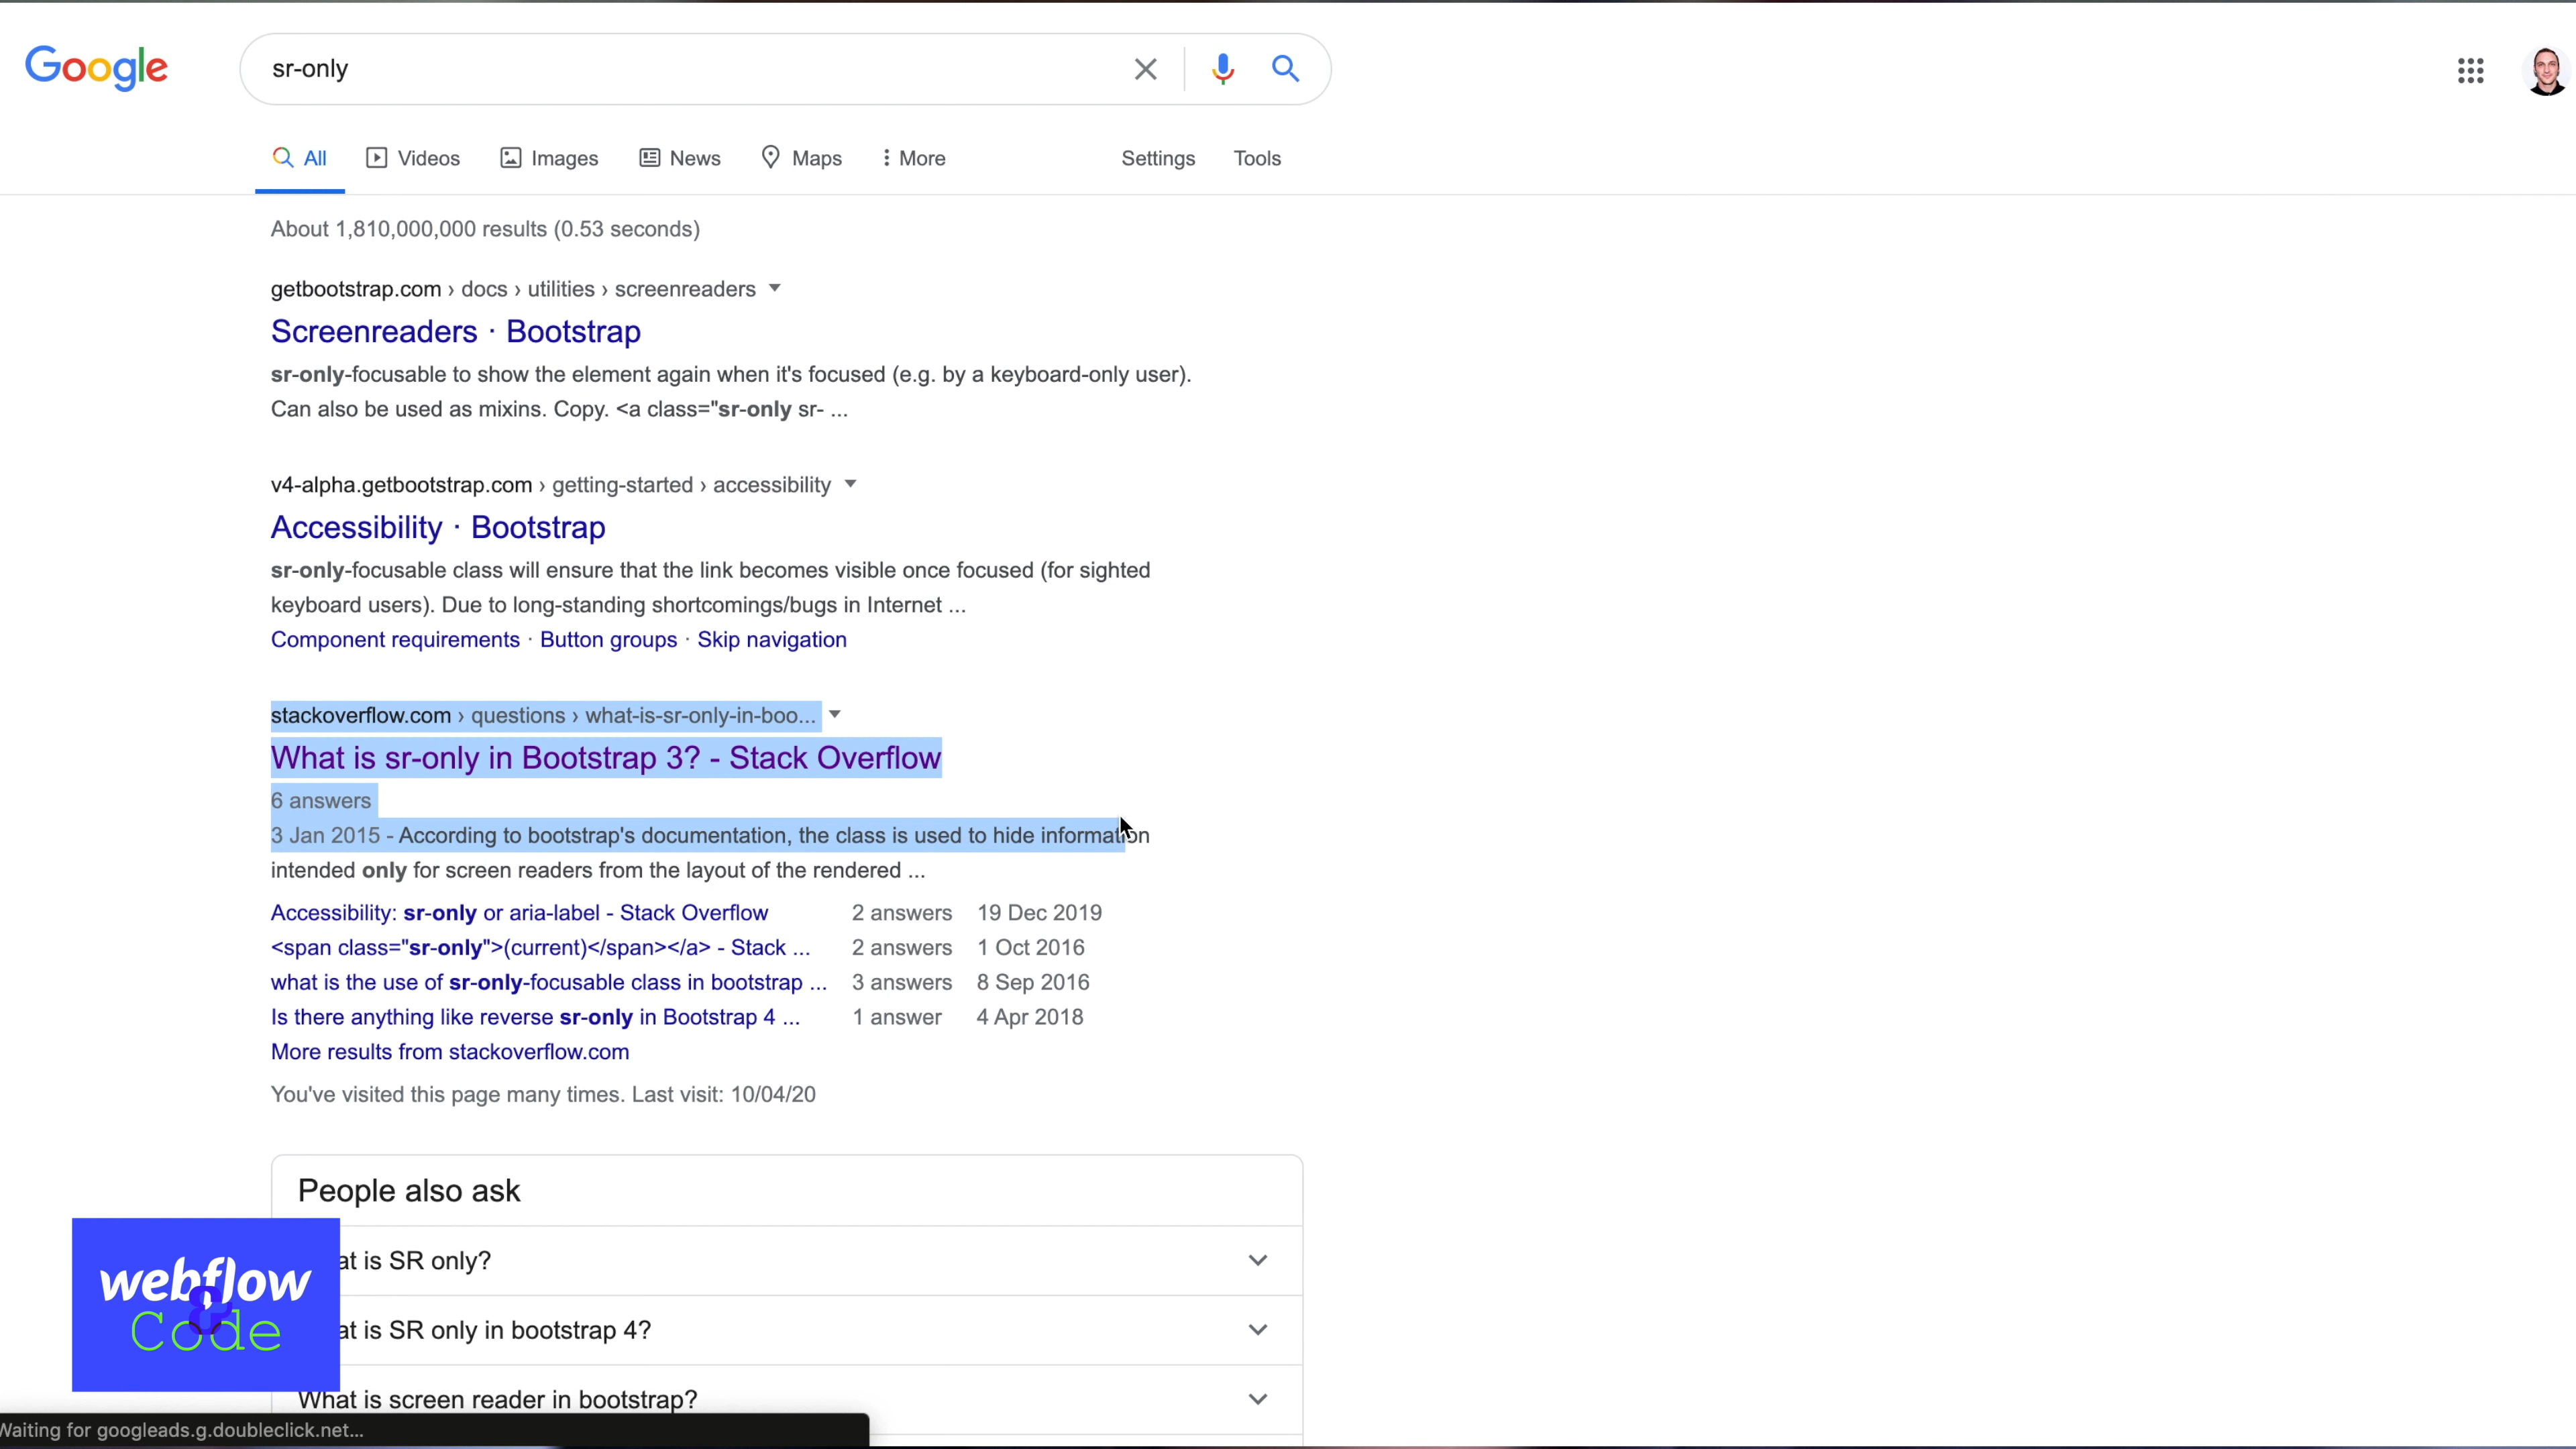 Google
sr-only
All Videos Images News Maps More Settings Tools
About 1,810,000,000 results (0.53 seconds)
getbootstrap.com › docs › utilities › screenreaders
Screenreaders · Bootstrap
sr-only-focusable to show the element again when it's focused (e.g. by a keyboard-only user).
Can also be used as mixins. Copy. <a class="sr-only sr- ...
v4-alpha.getbootstrap.com › getting-started › accessibility
Accessibility · Bootstrap
sr-only-focusable class will ensure that the link becomes visible once focused (for sighted
keyboard users). Due to long-standing shortcomings/bugs in Internet ...
Component requirements · Button groups · Skip navigation
stackoverflow.com › questions › what-is-sr-only-in-boo...
What is sr-only in Bootstrap 3? - Stack Overflow
6 answers
3 Jan 2015 - According to bootstrap's documentation, the class is used to hide information
intended only for screen readers from the layout of the rendered ...
Accessibility: sr-only or aria-label - Stack Overflow 2 answers 19 Dec 2019
<span class="sr-only">(current)</span></a> - Stack ... 2 answers 1 Oct 2016
what is the use of sr-only-focusable class in bootstrap ... 3 answers 8 Sep 2016
Is there anything like reverse sr-only in Bootstrap 4 ... 1 answer 4 Apr 2018
More results from stackoverflow.com
You've visited this page many times. Last visit: 10/04/20
People also ask
at is SR only?
at is SR only in bootstrap 4?
What is screen reader in bootstrap?
webflow
&
Code
Waiting for googleads.g.doubleclick.net...